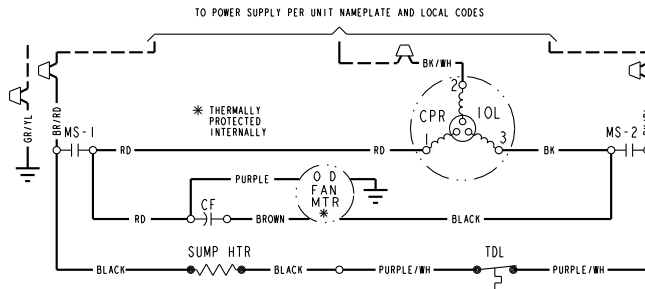 TO POWER SUPPLY PER UNIT NAMEPLATE AND LOCAL CODES
BK/WH
GR/YL
BR/RD
MS-1
* THERMALLY
PROTECTED
INTERNALLY
2
CPR
IOL
1
3
MS-2
RD
RD
BK
PURPLE
O D
FAN
MTR
*
CF
RD
BROWN
BLACK
SUMP HTR
TDL
BLACK
BLACK
PURPLE/WH
PURPLE/WH